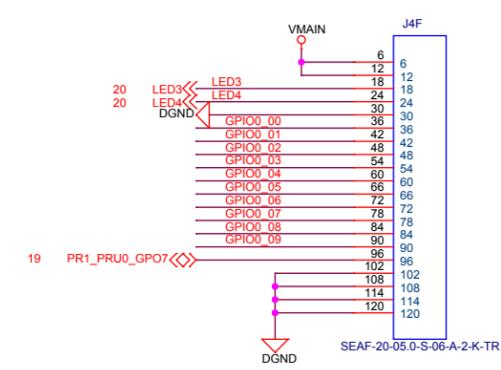 J4F
VMAIN
6 6
12 12
20 LED3 LED3 18 18
20 LED4 LED4 24 24
DGND 30 30
GPIO0_00 36 36
GPIO0_01 42 42
GPIO0_02 48 48
GPIO0_03 54 54
GPIO0_04 60 60
GPIO0_05 66 66
GPIO0_06 72 72
GPIO0_07 78 78
GPIO0_08 84 84
GPIO0_09 90 90
19 PR1_PRU0_GPO7 96 96
102 102
108 108
114 114
120 120
SEAF-20-05.0-S-06-A-2-K-TR
DGND